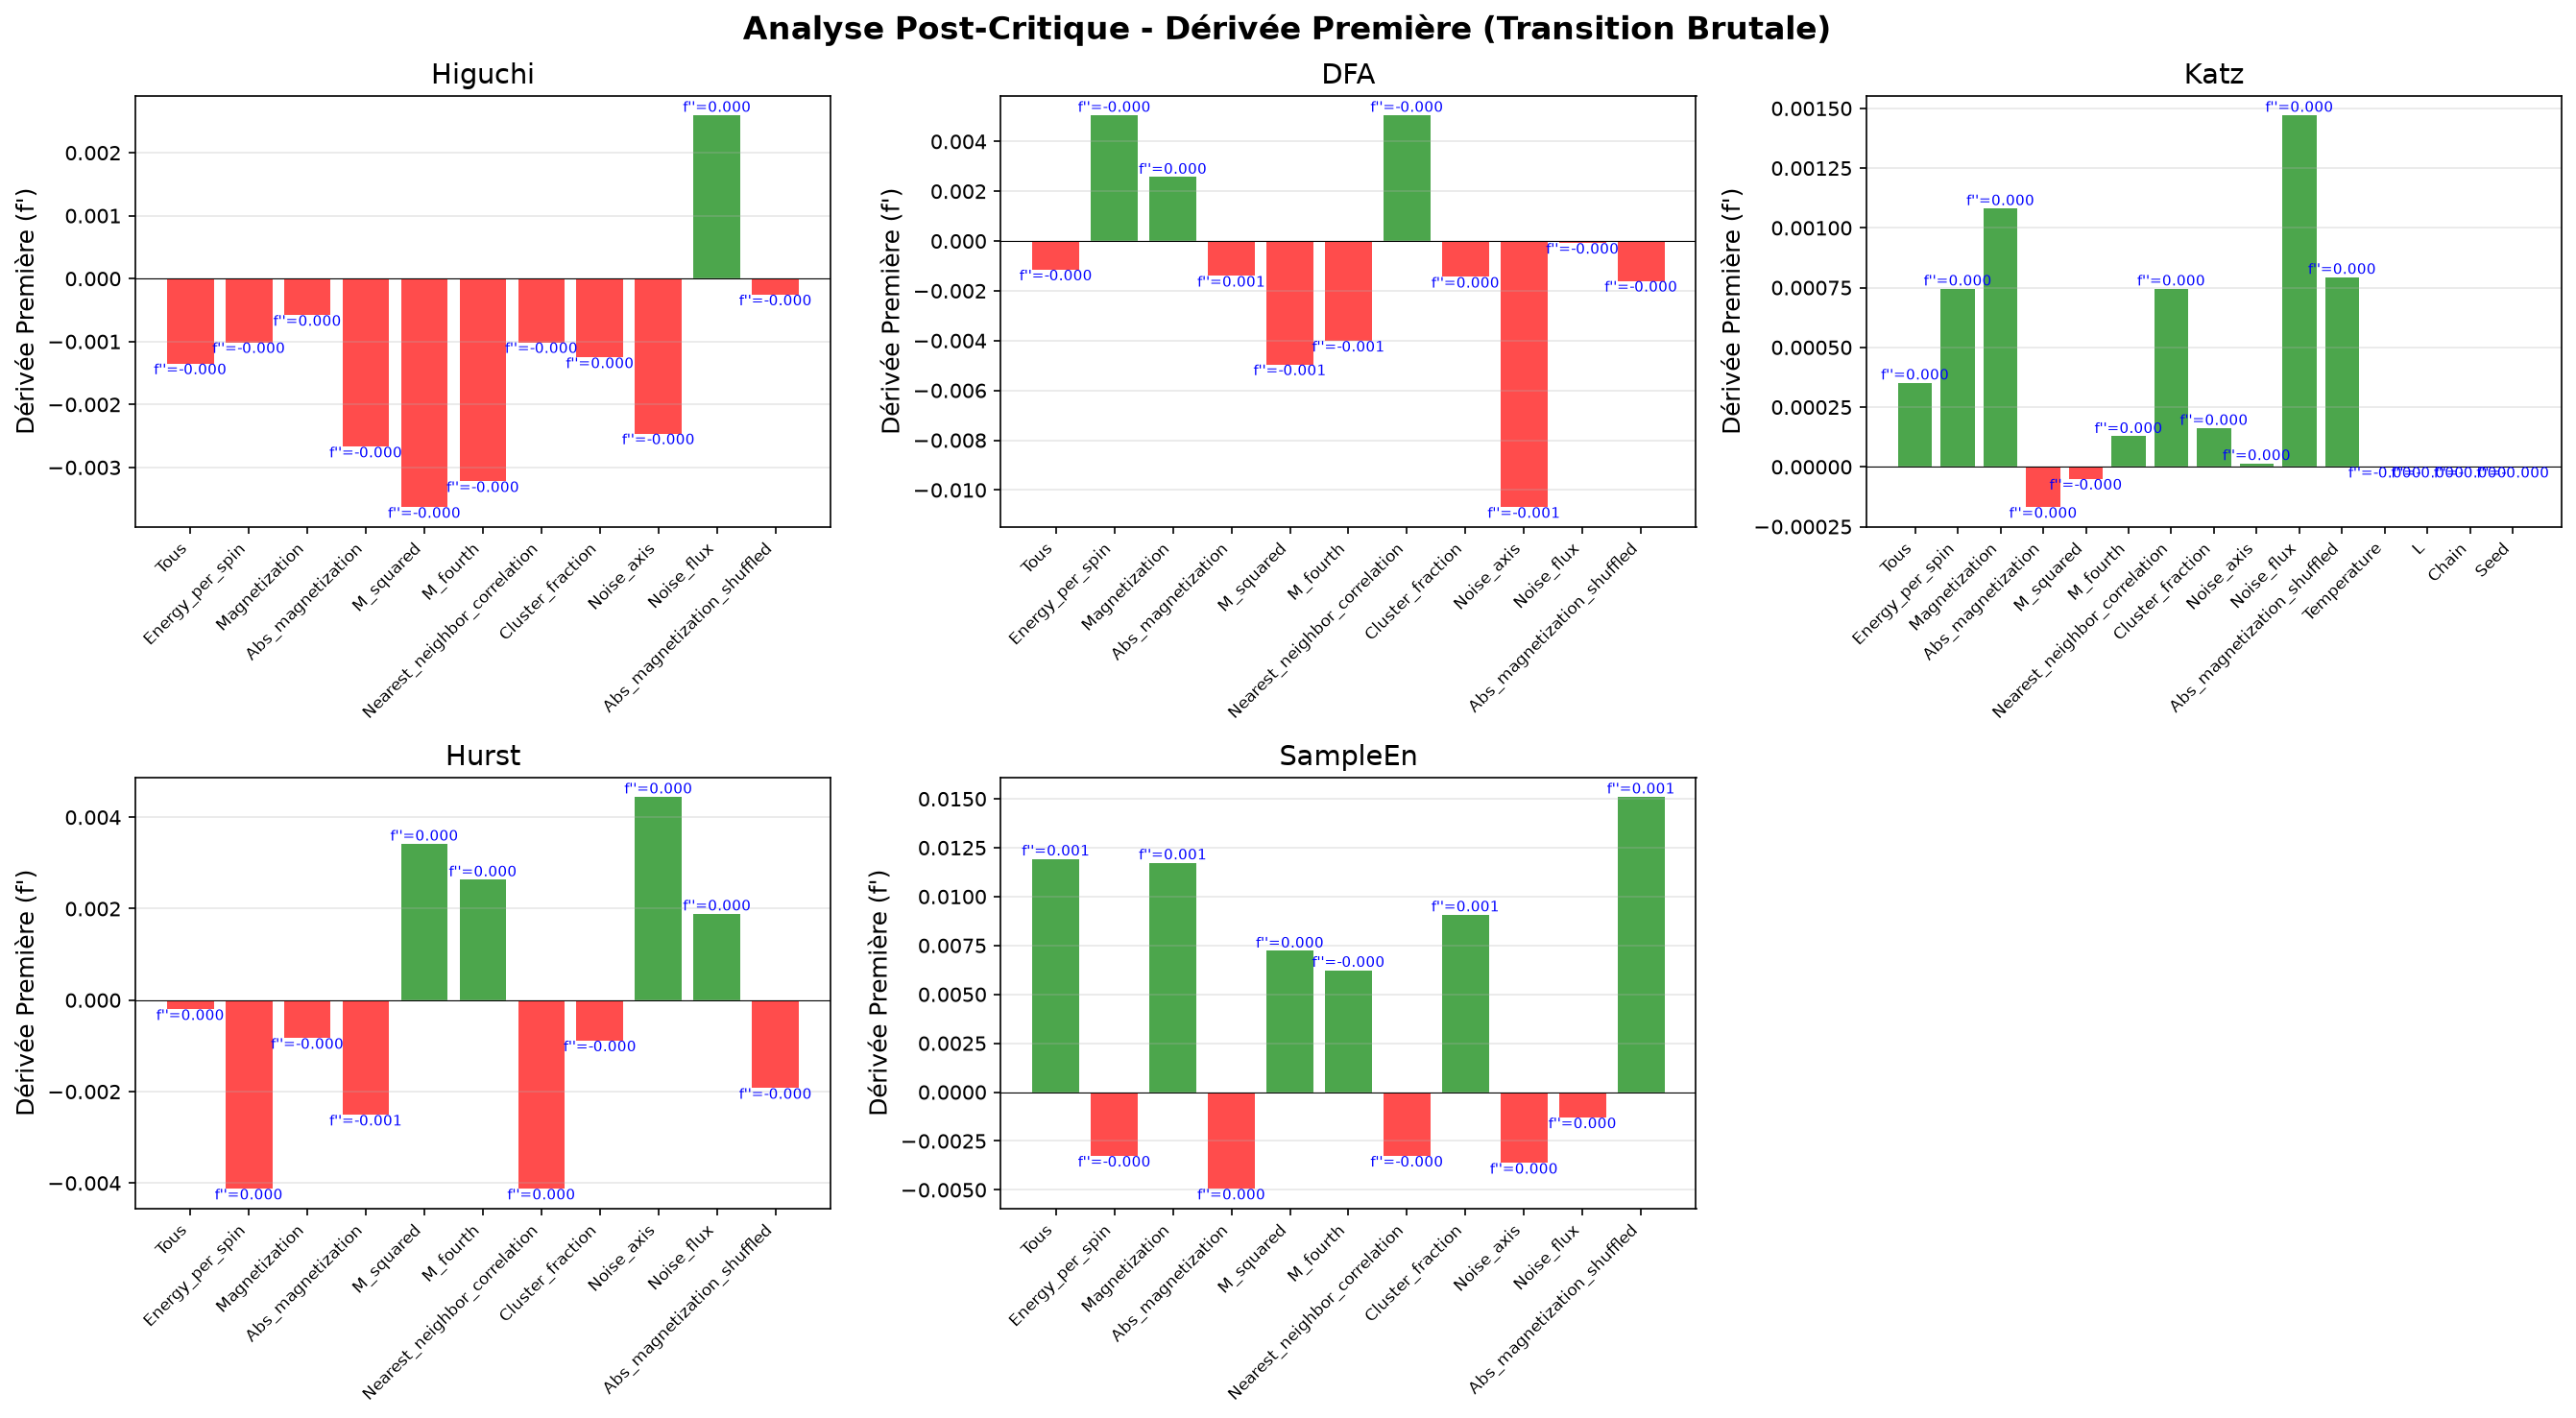 Analyse Post-Critique - Dérivée Première (Transition Brutale)
Higuchi
Dérivée Première (f')
0.002
0.001
0.000
−0.001
−0.002
−0.003
f''=-0.000
f''=-0.000
f''=0.000
f''=-0.000
f''=-0.000
f''=-0.000
f''=-0.000
f''=0.000
f''=-0.000
f''=0.000
f''=-0.000
Tous
Energy_per_spin
Magnetization
Abs_magnetization
M_squared
M_fourth
Nearest_neighbor_correlation
Cluster_fraction
Noise_axis
Noise_flux
Abs_magnetization_shuffled
DFA
Dérivée Première (f')
0.004
0.002
0.000
−0.002
−0.004
−0.006
−0.008
−0.010
f''=-0.000
f''=-0.000
f''=0.000
f''=0.001
f''=-0.001
f''=-0.001
f''=-0.000
f''=0.000
f''=-0.001
f''=-0.000
f''=-0.000
Tous
Energy_per_spin
Magnetization
Abs_magnetization
M_squared
M_fourth
Nearest_neighbor_correlation
Cluster_fraction
Noise_axis
Noise_flux
Abs_magnetization_shuffled
Katz
Dérivée Première (f')
0.00150
0.00125
0.00100
0.00075
0.00050
0.00025
0.00000
−0.00025
f''=0.000
f''=0.000
f''=0.000
f''=0.000
f''=-0.000
f''=0.000
f''=0.000
f''=0.000
f''=0.000
f''=0.000
f''=0.000
Tous
Energy_per_spin
Magnetization
Abs_magnetization
M_squared
M_fourth
Nearest_neighbor_correlation
Cluster_fraction
Noise_axis
Noise_flux
Abs_magnetization_shuffled
Temperature
L
Chain
Seed
Hurst
Dérivée Première (f')
0.004
0.002
0.000
−0.002
−0.004
f''=0.000
f''=0.000
f''=-0.000
f''=-0.001
f''=0.000
f''=0.000
f''=0.000
f''=-0.000
f''=0.000
f''=0.000
f''=-0.000
Tous
Energy_per_spin
Magnetization
Abs_magnetization
M_squared
M_fourth
Nearest_neighbor_correlation
Cluster_fraction
Noise_axis
Noise_flux
Abs_magnetization_shuffled
SampleEn
Dérivée Première (f')
0.0150
0.0125
0.0100
0.0075
0.0050
0.0025
0.0000
−0.0025
−0.0050
f''=0.001
f''=-0.000
f''=0.001
f''=0.000
f''=0.000
f''=-0.000
f''=-0.000
f''=0.001
f''=0.000
f''=0.000
f''=0.001
Tous
Energy_per_spin
Magnetization
Abs_magnetization
M_squared
M_fourth
Nearest_neighbor_correlation
Cluster_fraction
Noise_axis
Noise_flux
Abs_magnetization_shuffled